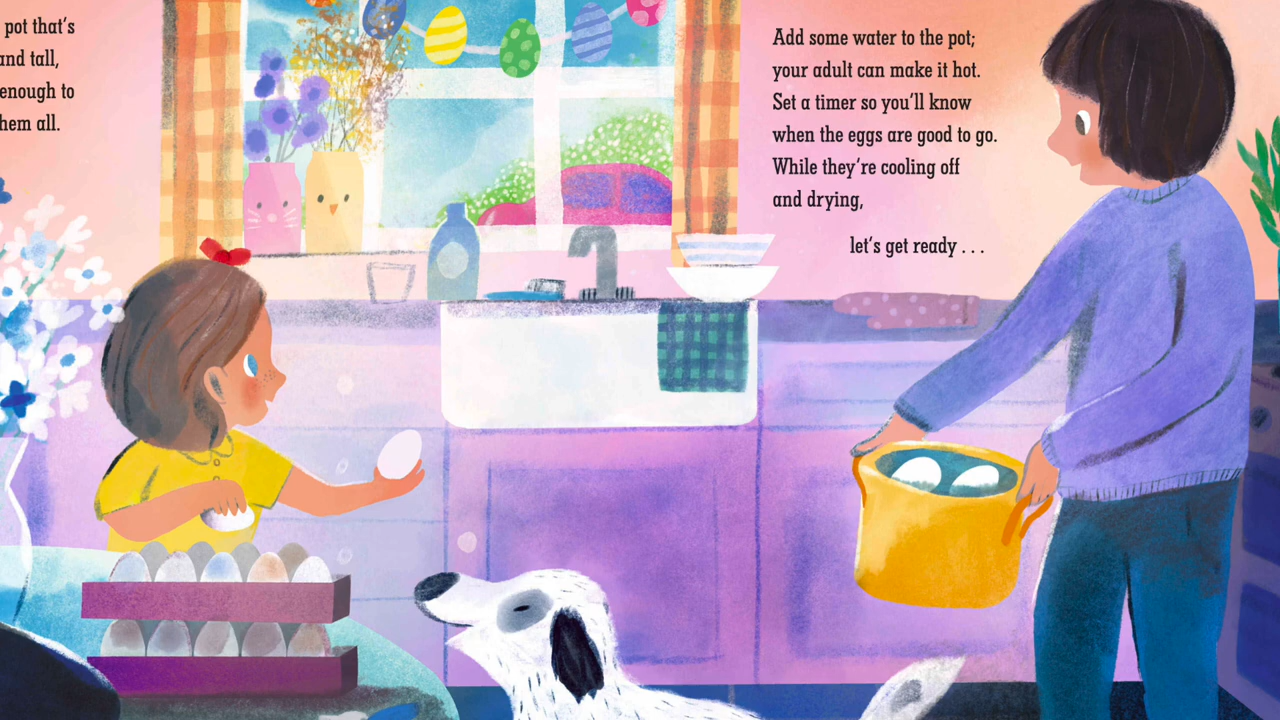 pot that's
and tall,
enough to
hem all.
Add some water to the pot;
your adult can make it hot.
Set a timer so you'll know
when the eggs are good to go.
While they're cooling off
and drying,
let's get ready . . .